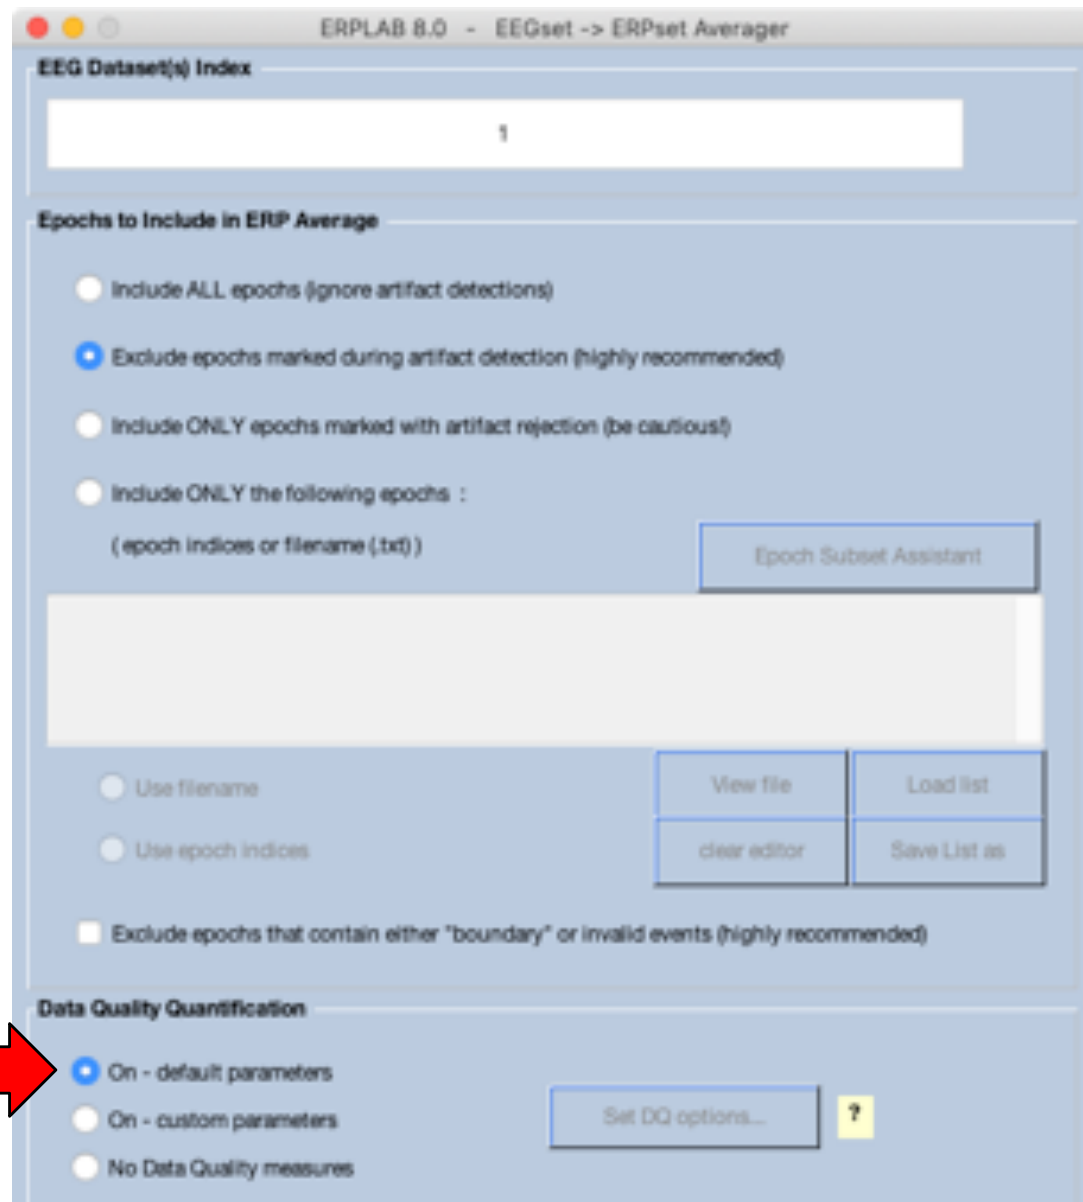 ERPLAB 8.0 - EEGset -> ERPset Averager
EEG Dataset(s) Index
1
Epochs to Include in ERP Average
Include ALL epochs (ignore artifact detections)
Exclude epochs marked during artifact detection (highly recommended)
Include ONLY epochs marked with artifact rejection (be cautious!)
Include ONLY the following epochs :
( epoch indices or filename (.txt) )
Epoch Subset Assistant
Use filename
View file
Load list
Use epoch indices
clear editor
Save List as
Exclude epochs that contain either "boundary" or invalid events (highly recommended)
Data Quality Quantification
On - default parameters
On - custom parameters
Set DQ options...
?
No Data Quality measures